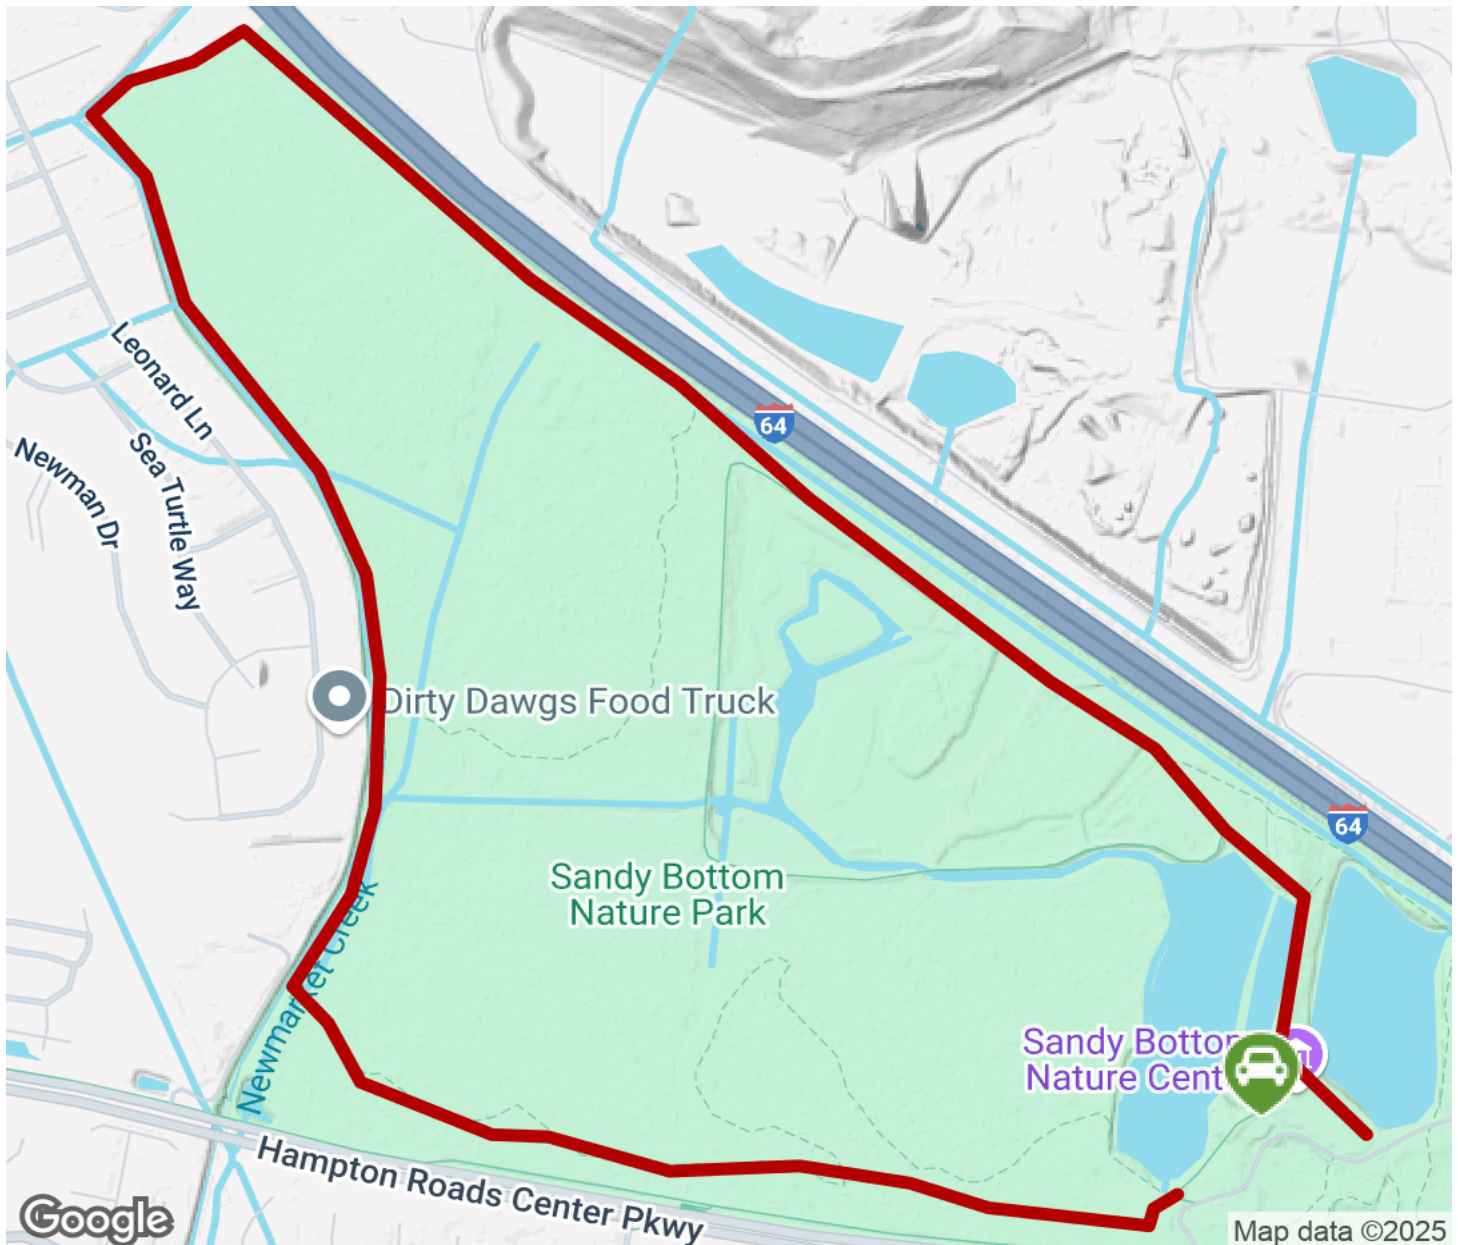 64
Leonard Ln
Sea Turtle Way
Newman Dr
Dirty Dawgs Food Truck
64
Sandy Bottom
Nature Park
Newmarket Creek
Sandy Botto
Nature Cent
Hampton Roads Center Pkwy
Google
Map data ©2025